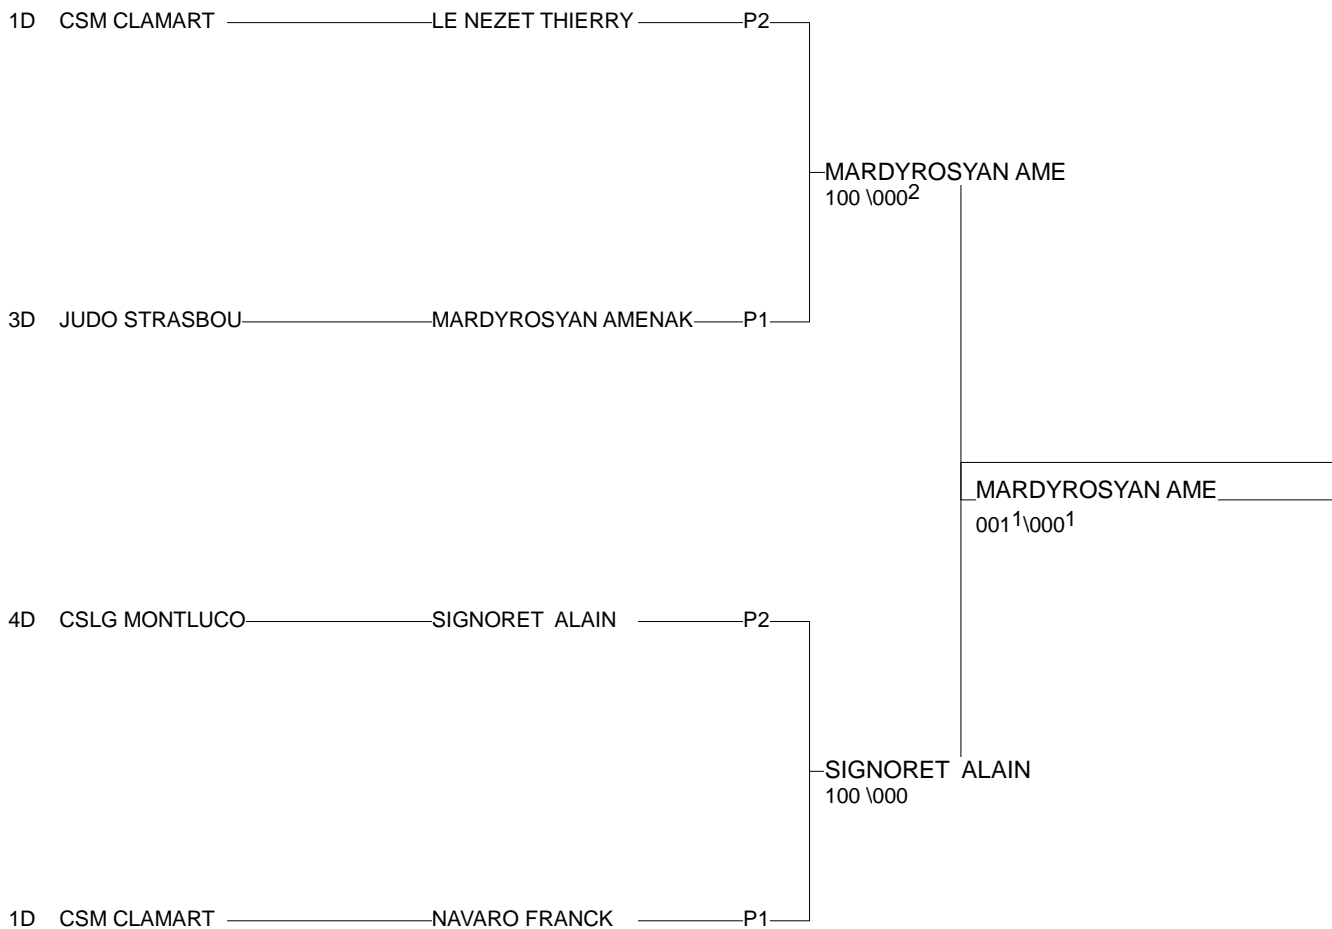 1D CSM CLAMART LE NEZET THIERRY P2
MARDYROSYAN AME
100 \000²
3D JUDO STRASBOU MARDYROSYAN AMENAK P1
MARDYROSYAN AME
001¹\000¹
4D CSLG MONTLUCO SIGNORET ALAIN P2
SIGNORET ALAIN
100 \000
1D CSM CLAMART NAVARO FRANCK P1